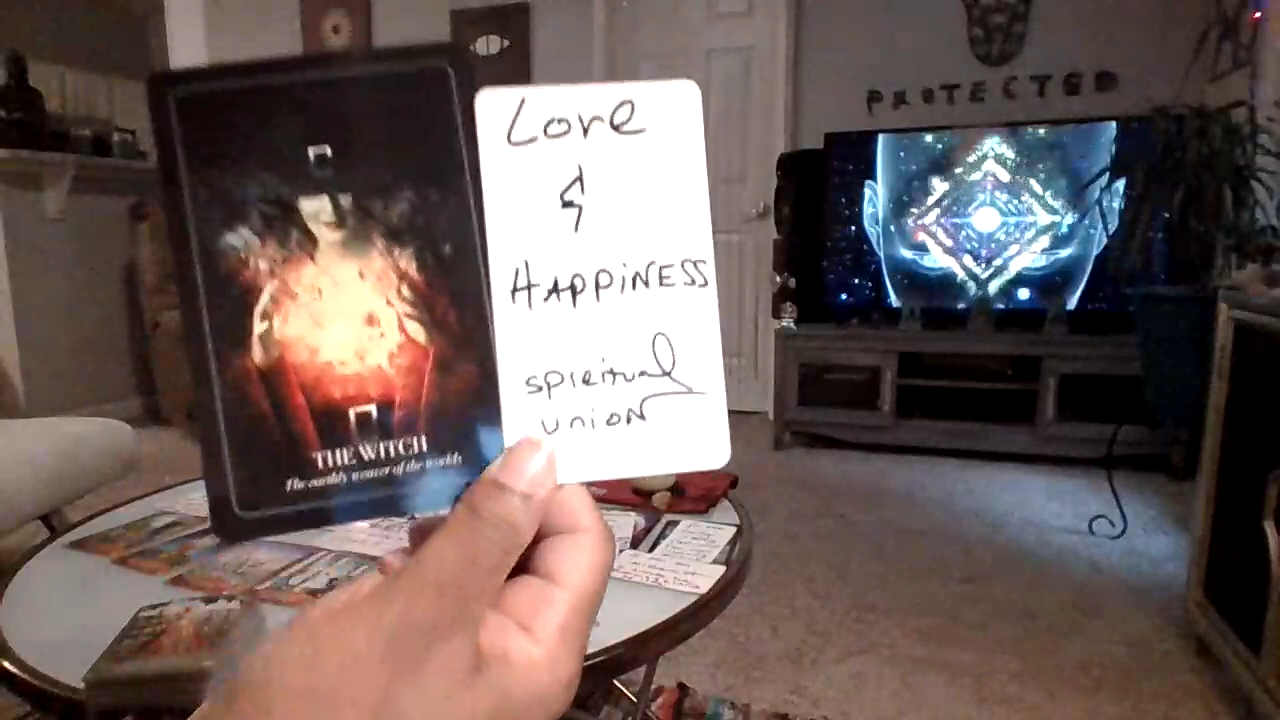 PROTECTED
Love
&
HAPPINESS
spiritual
union
THE WITCH
The earthly weaver of the worlds